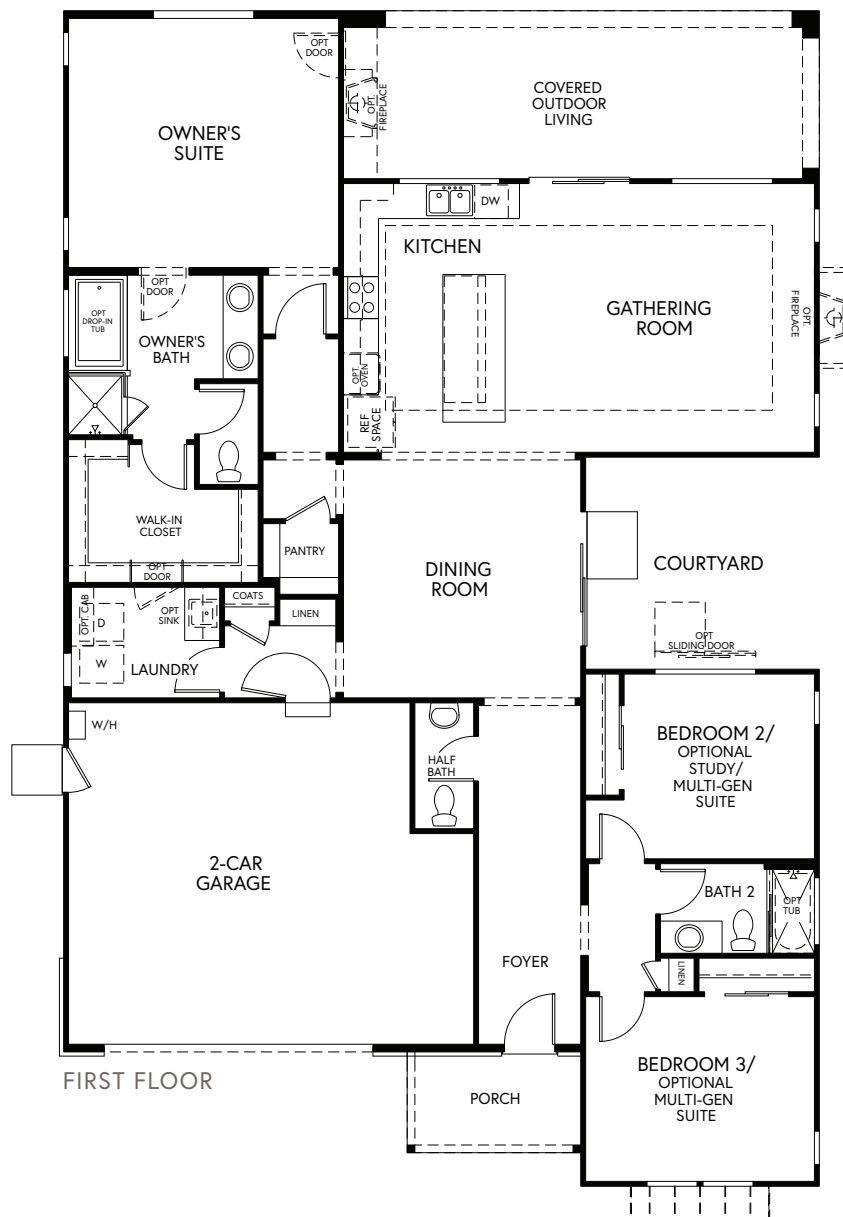 OPT
DOOR
OPT.
FIREPLACE
COVERED
OUTDOOR
LIVING
OWNER'S
SUITE
DW
KITCHEN
OPT
DOOR
OPT
DROP-IN
TUB
OWNER'S
BATH
GATHERING
ROOM
OPT.
FIREPLACE
OPT.
OVEN
REF
SPACE
WALK-IN
CLOSET
PANTRY
OPT
DOOR
DINING
ROOM
COURTYARD
OPT. CAB
D
OPT
SINK
COATS
LINEN
W
LAUNDRY
OPT
SLIDING DOOR
W/H
HALF
BATH
BEDROOM 2/
OPTIONAL
STUDY/
MULTI-GEN
SUITE
2-CAR
GARAGE
BATH 2
OPT
TUB
FOYER
LINEN
BEDROOM 3/
OPTIONAL
MULTI-GEN
SUITE
FIRST FLOOR
PORCH